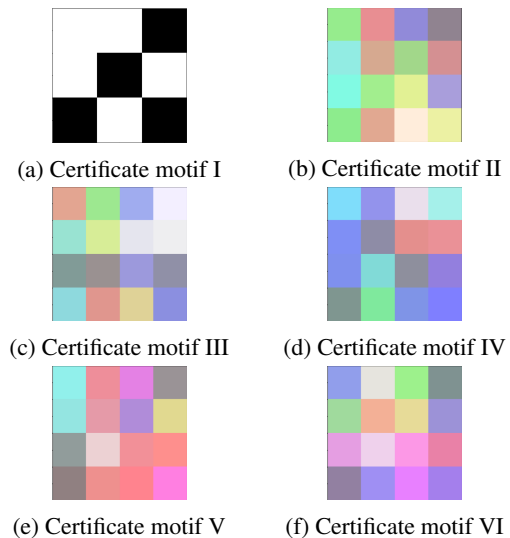 (a) Certificate motif I
(b) Certificate motif II
(c) Certificate motif III
(d) Certificate motif IV
(e) Certificate motif V
(f) Certificate motif VI